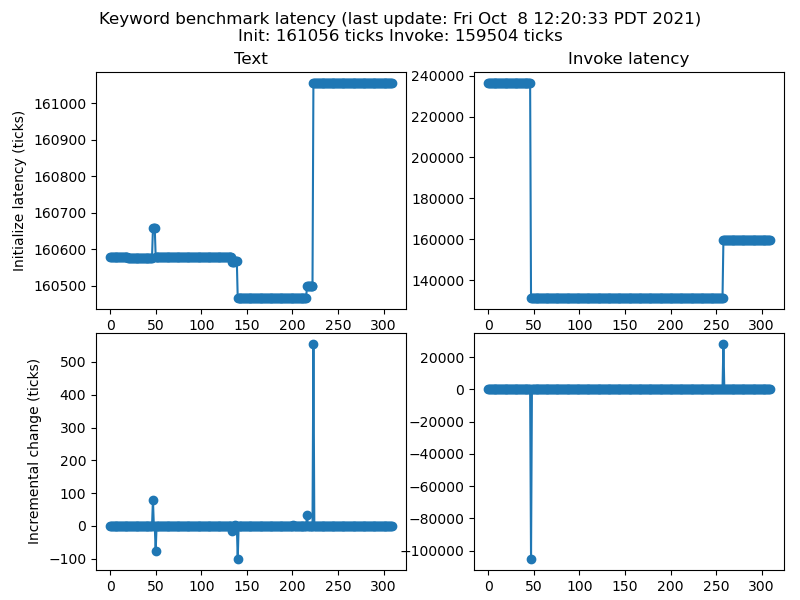 Keyword benchmark latency (last update: Fri Oct  8 12:20:33 PDT 2021)
Init: 161056 ticks Invoke: 159504 ticks
Text
Invoke latency
Initialize latency (ticks)
161000
160900
160800
160700
160600
160500
0 50 100 150 200 250 300
240000
220000
200000
180000
160000
140000
0 50 100 150 200 250 300
Incremental change (ticks)
500
400
300
200
100
0
−100
0 50 100 150 200 250 300
20000
0
−20000
−40000
−60000
−80000
−100000
0 50 100 150 200 250 300